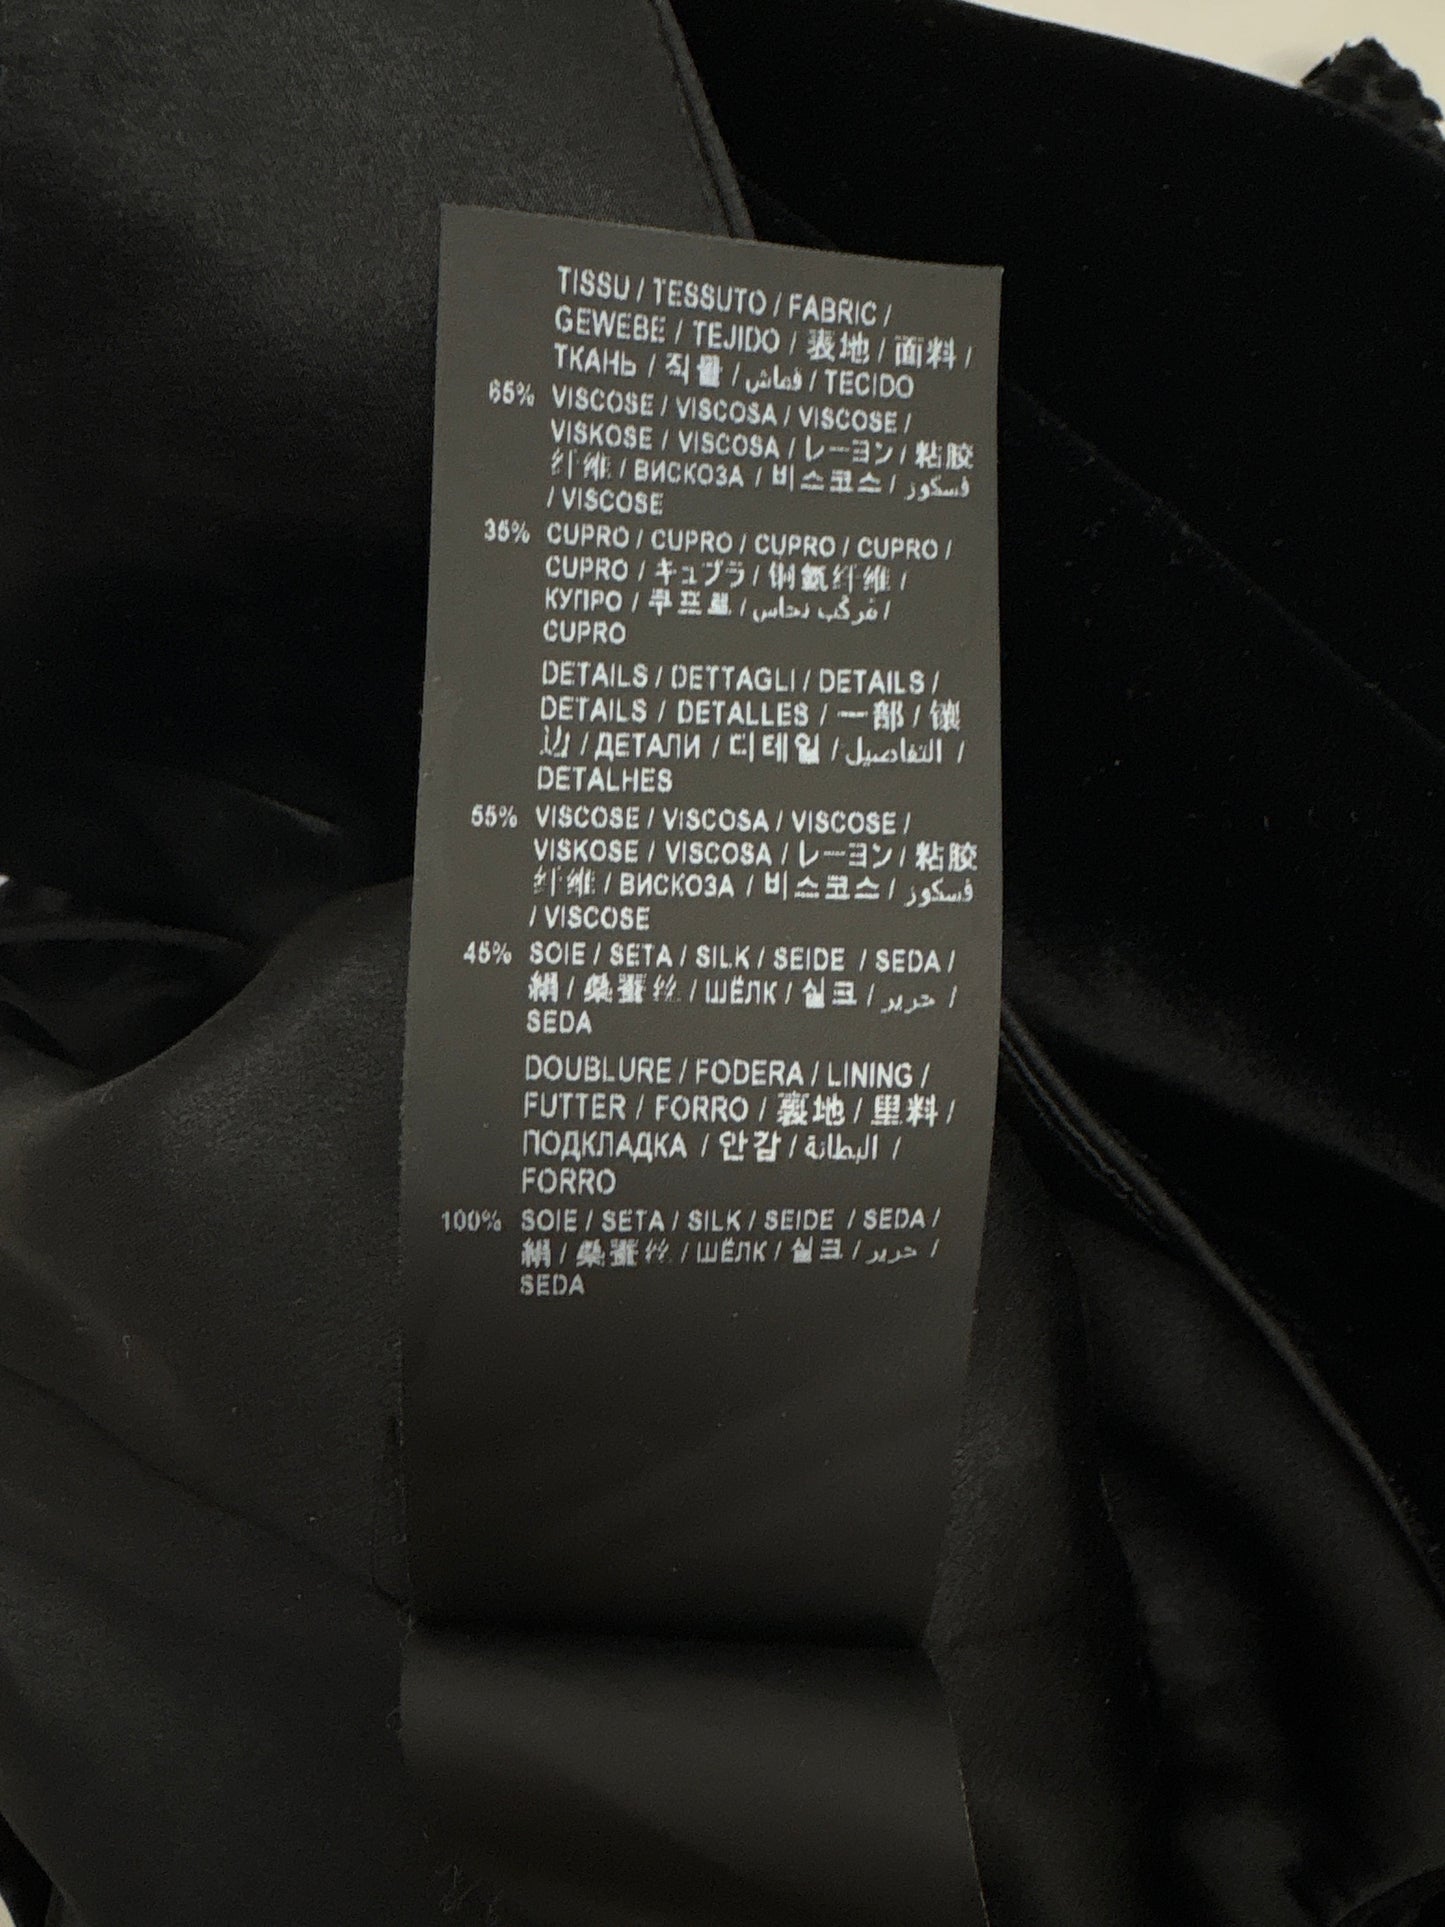 TISSU / TESSUTO / FABRIC /
GEWEBE / TEJIDO / 表地 / 面料 /
ТКАНЬ / 직물 / قماش / TECIDO
65% VISCOSE / VISCOSA / VISCOSE /
VISKOSE / VISCOSA / レーヨン / 粘胶
纤维 / ВИСКОЗА / 비스코스 / فسكوز
/ VISCOSE
35% CUPRO / CUPRO / CUPRO / CUPRO /
CUPRO / キュプラ / 铜氨纤维 /
КУПРО / 쿠프로 / مركب نحاس /
CUPRO
DETAILS / DETTAGLI / DETAILS /
DETAILS / DETALLES / 一部 / 镶
边 / ДЕТАЛИ / 디테일 / التفاصيل /
DETALHES
55% VISCOSE / VISCOSA / VISCOSE /
VISKOSE / VISCOSA / レーヨン / 粘胶
纤维 / ВИСКОЗА / 비스코스 / فسكوز
/ VISCOSE
45% SOIE / SETA / SILK / SEIDE / SEDA /
絹 / 桑蚕丝 / ШЁЛК / 실크 / حرير /
SEDA
DOUBLURE / FODERA / LINING /
FUTTER / FORRO / 裏地 / 里料 /
ПОДКЛАДКА / 안감 / البطانة /
FORRO
100% SOIE / SETA / SILK / SEIDE / SEDA /
絹 / 桑蚕丝 / ШЁЛК / 실크 / حرير /
SEDA